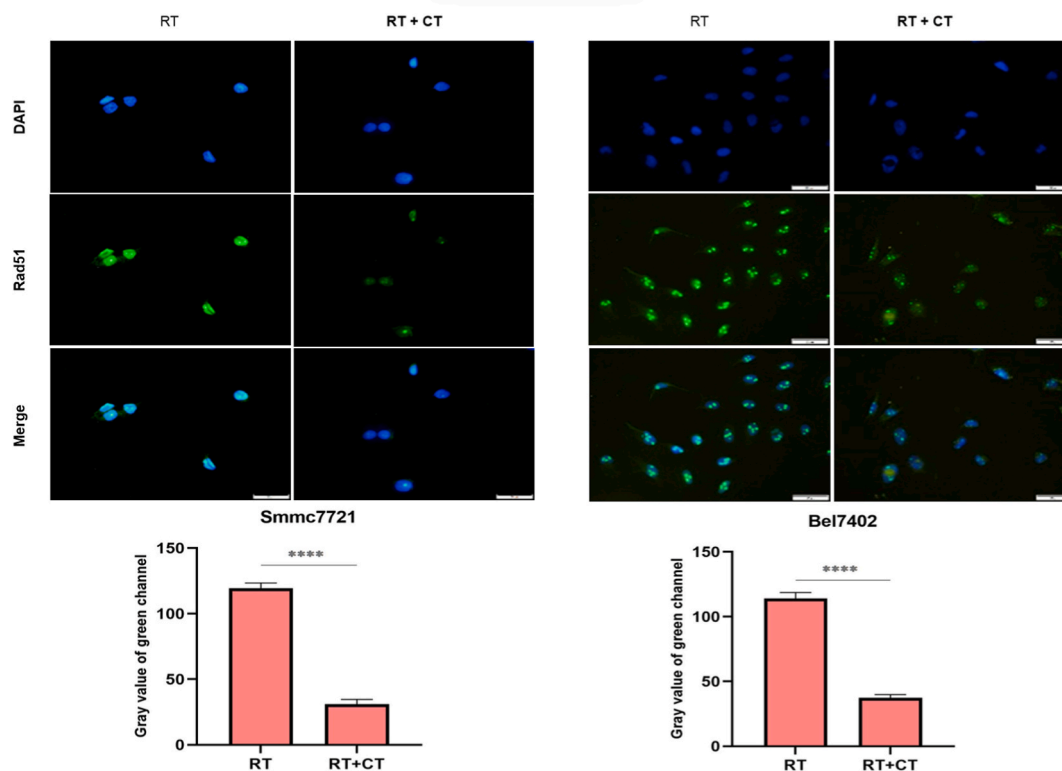 RT
RT + CT
RT
RT + CT
DAPI
Rad51
Merge
Smmc7721
Bel7402
Gray value of green channel
150
100
50
0
****
RT
RT+CT
Gray value of green channel
150
100
50
0
****
RT
RT+CT